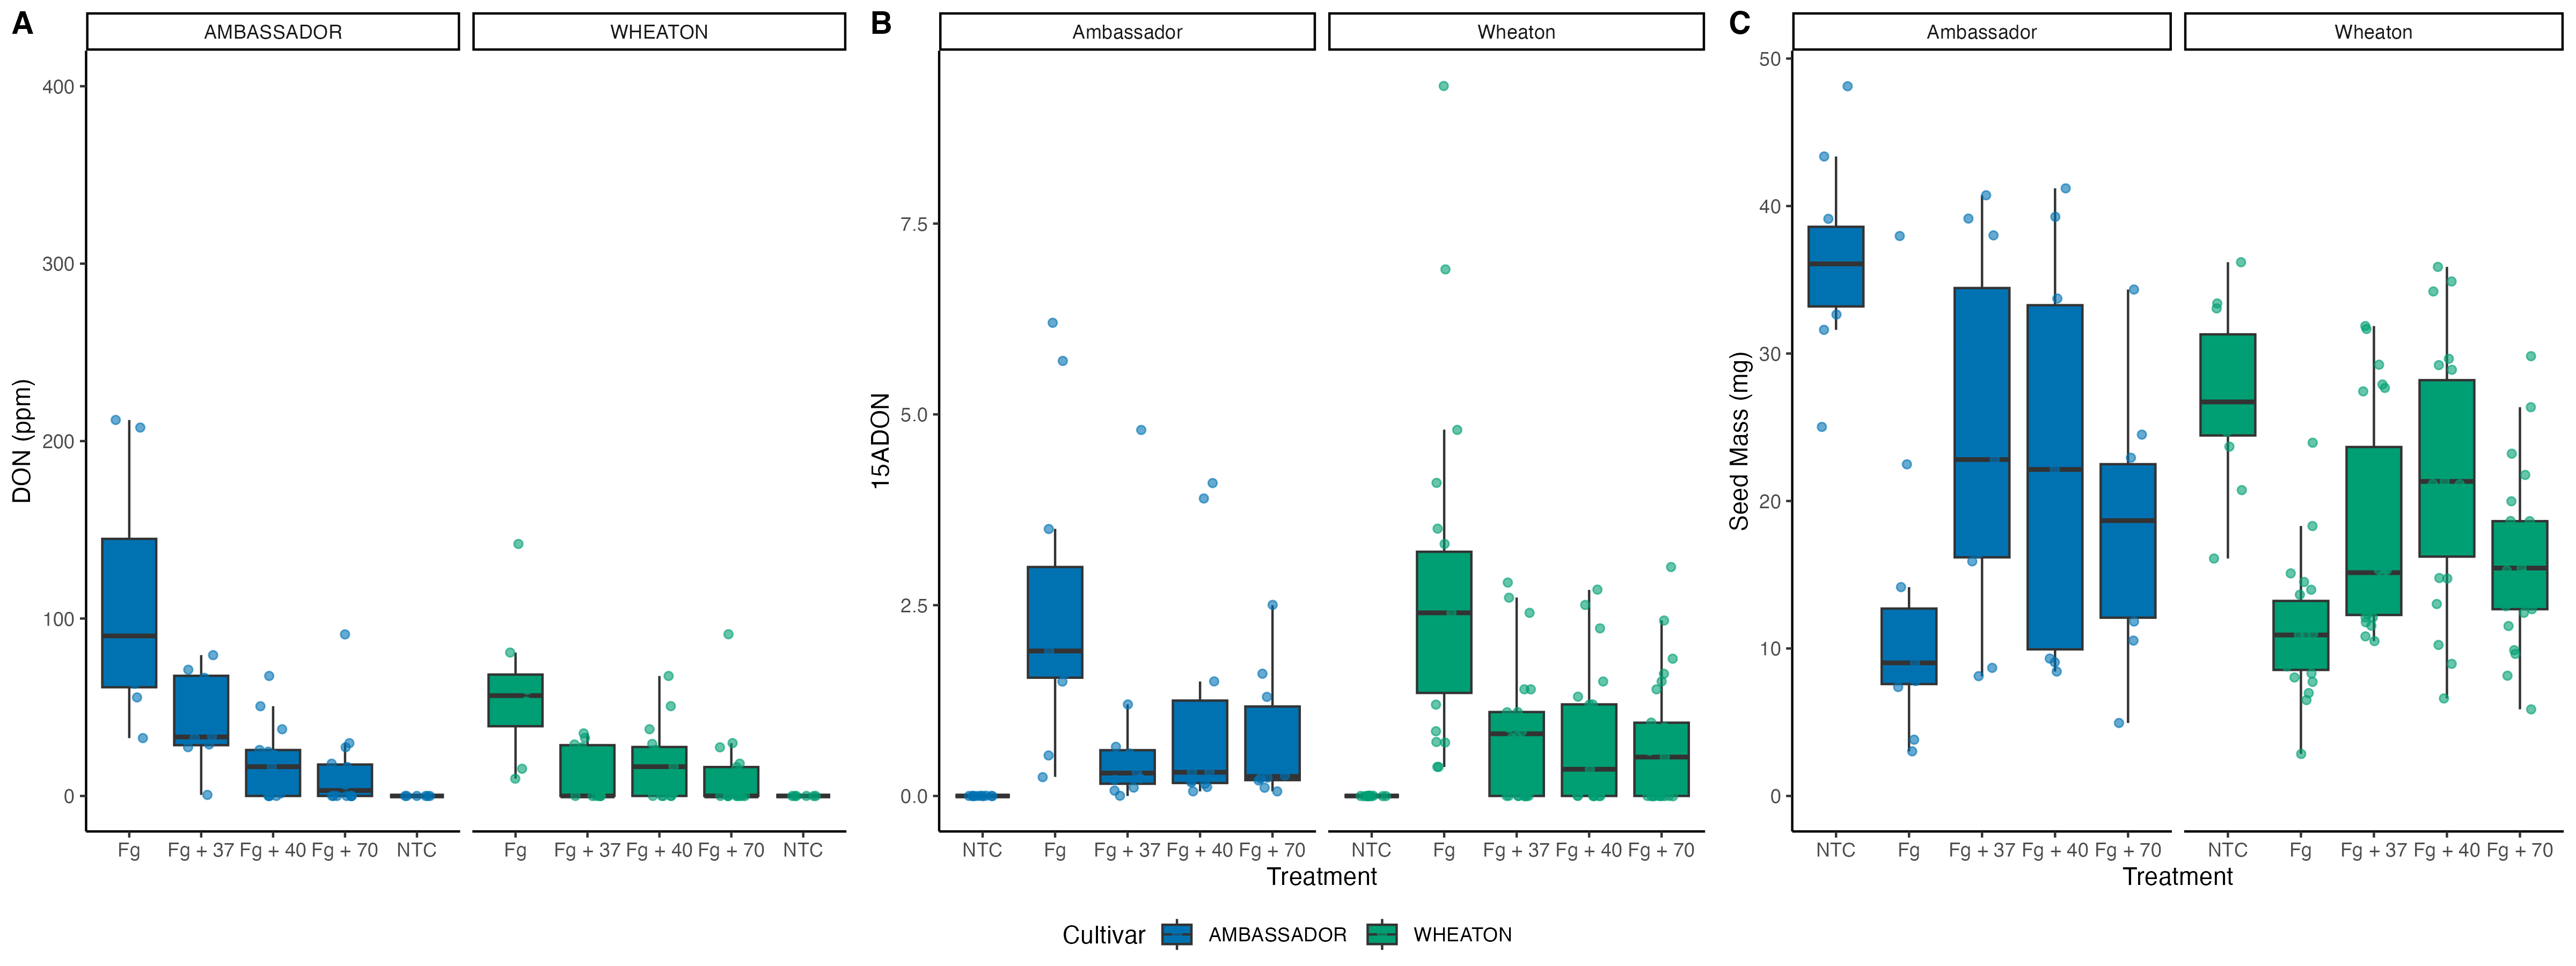 A
AMBASSADOR
WHEATON
DON (ppm)
400
300
200
100
0
Fg
Fg + 37
Fg + 40
Fg + 70
NTC
Fg
Fg + 37
Fg + 40
Fg + 70
NTC
B
Ambassador
Wheaton
15ADON
7.5
5.0
2.5
0.0
NTC
Fg
Fg + 37
Fg + 40
Fg + 70
NTC
Fg
Fg + 37
Fg + 40
Fg + 70
Treatment
C
Ambassador
Wheaton
Seed Mass (mg)
50
40
30
20
10
0
NTC
Fg
Fg + 37
Fg + 40
Fg + 70
NTC
Fg
Fg + 37
Fg + 40
Fg + 70
Treatment
Cultivar AMBASSADOR WHEATON